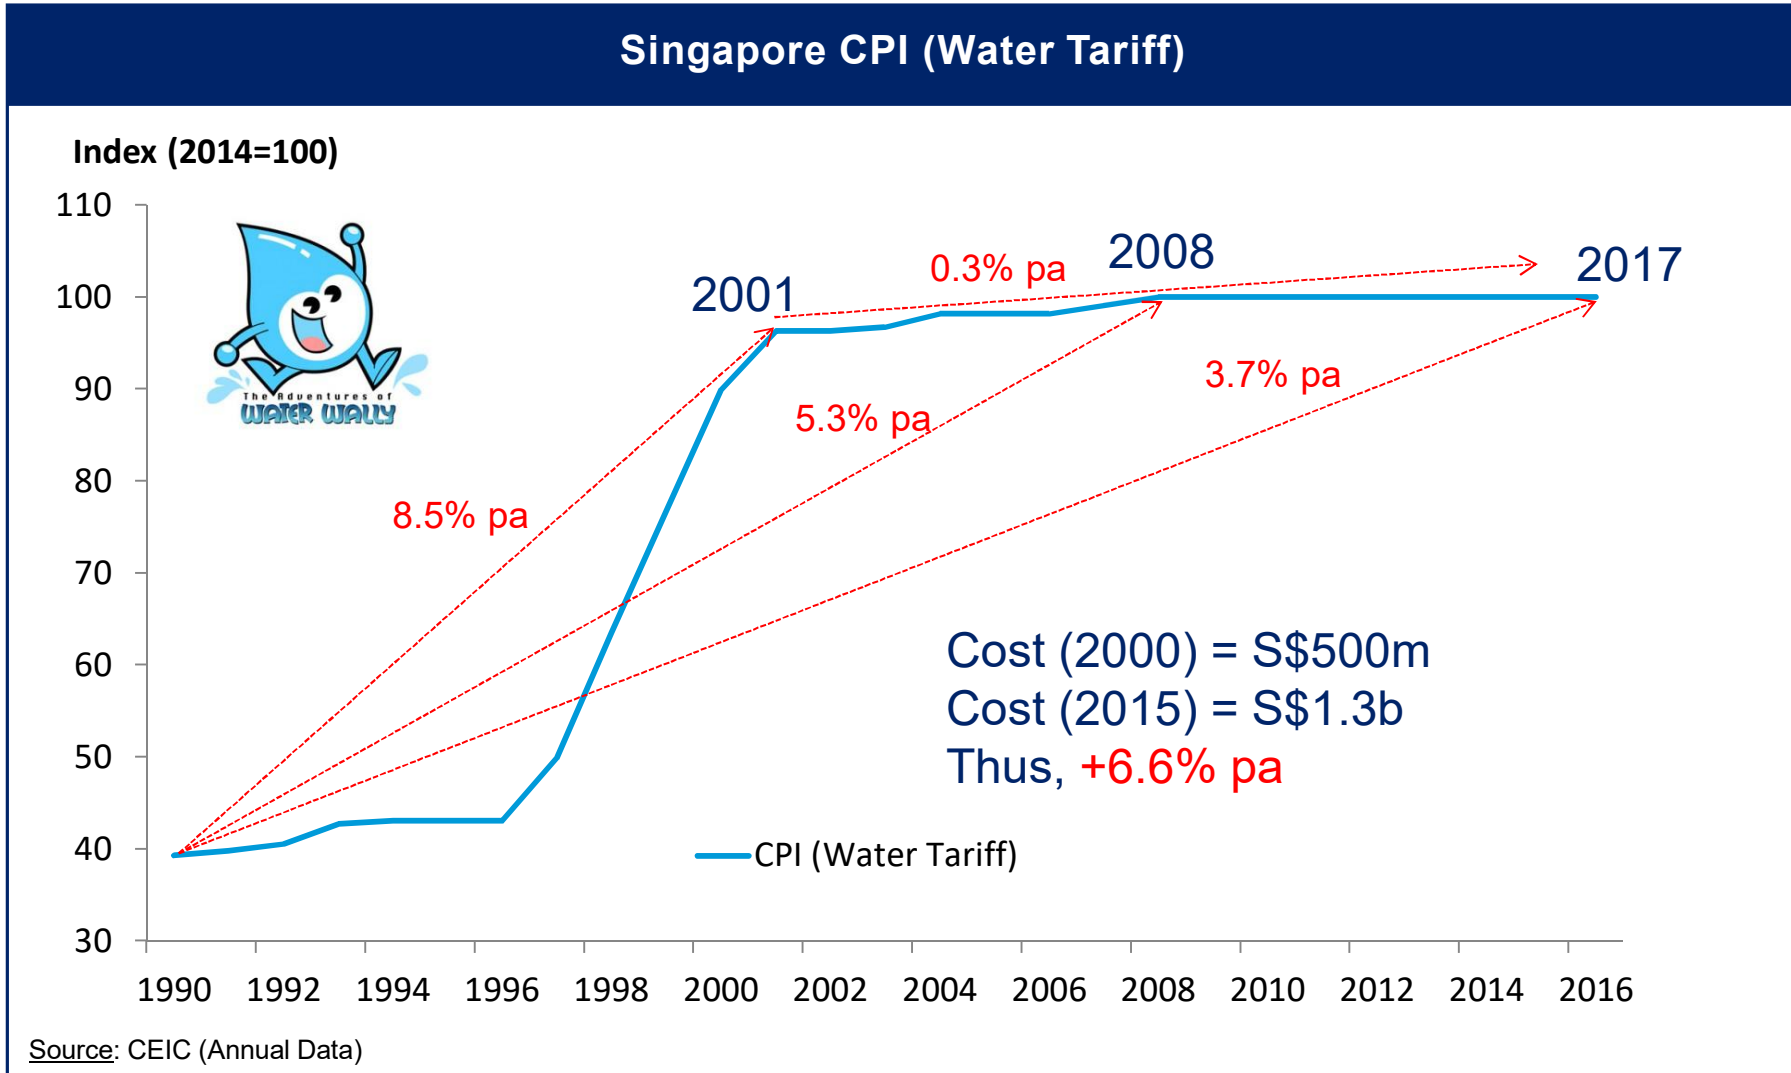 Singapore CPI (Water Tariff)
Index (2014=100)
110
100
90
80
70
60
50
40
30
The Adventures of
WATER WALLY
2001
0.3% pa
2008
2017
8.5% pa
5.3% pa
3.7% pa
Cost (2000) = S$500m
Cost (2015) = S$1.3b
Thus, +6.6% pa
CPI (Water Tariff)
1990 1992 1994 1996 1998 2000 2002 2004 2006 2008 2010 2012 2014 2016
Source: CEIC (Annual Data)